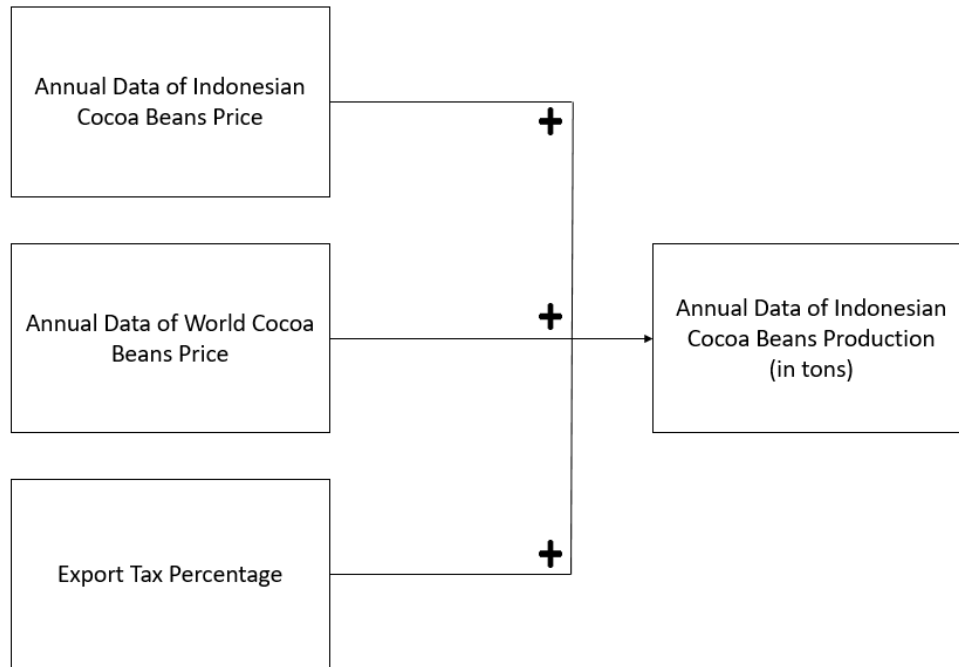 Annual Data of Indonesian
Cocoa Beans Price
+
Annual Data of World Cocoa
Beans Price
+
Annual Data of Indonesian
Cocoa Beans Production
(in tons)
Export Tax Percentage
+